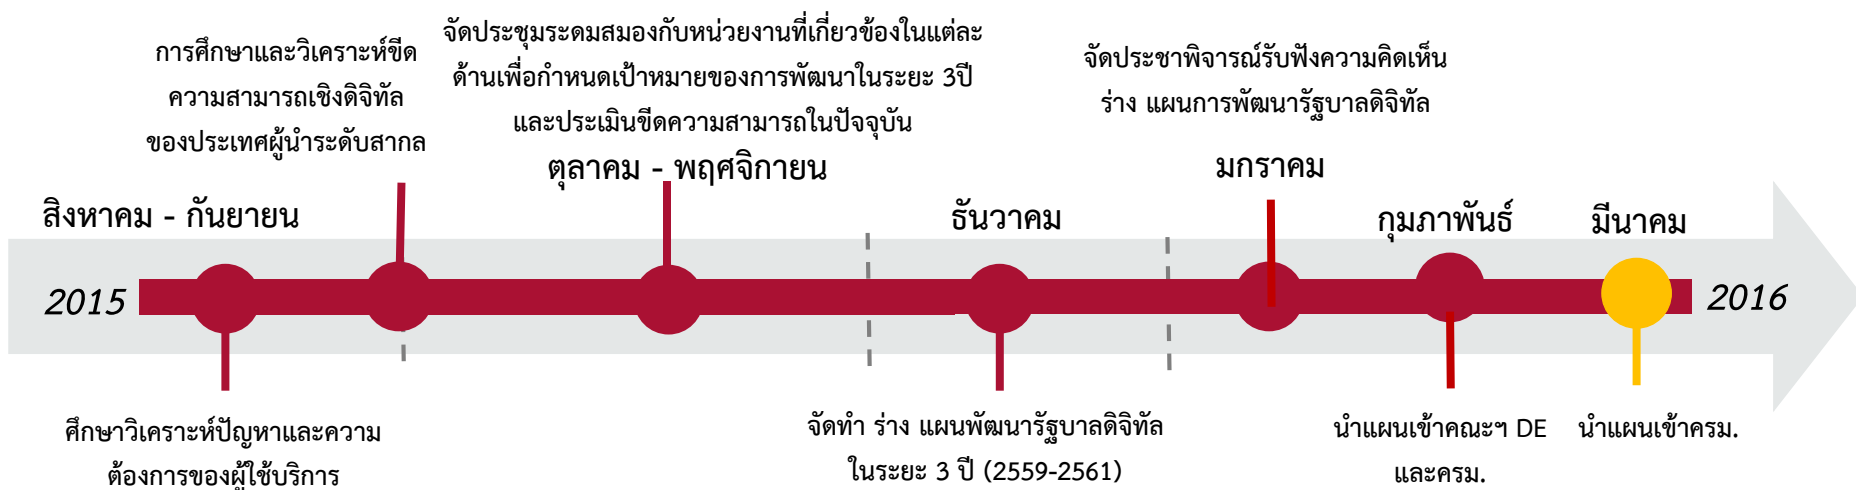 การศึกษาและวิเคราะห์ขีด
ความสามารถเชิงดิจิทัล
ของประเทศผู้นำระดับสากล
จัดประชุมระดมสมองกับหน่วยงานที่เกี่ยวข้องในแต่ละ
ด้านเพื่อกำหนดเป้าหมายของการพัฒนาในระยะ 3ปี
และประเมินขีดความสามารถในปัจจุบัน
จัดประชาพิจารณ์รับฟังความคิดเห็น
ร่าง แผนการพัฒนารัฐบาลดิจิทัล
สิงหาคม - กันยายน
ตุลาคม - พฤศจิกายน
ธันวาคม
มกราคม
กุมภาพันธ์
มีนาคม
2015
2016
ศึกษาวิเคราะห์ปัญหาและความ
ต้องการของผู้ใช้บริการ
จัดทำ ร่าง แผนพัฒนารัฐบาลดิจิทัล
ในระยะ 3 ปี (2559-2561)
นำแผนเข้าคณะฯ DE
และครม.
นำแผนเข้าครม.